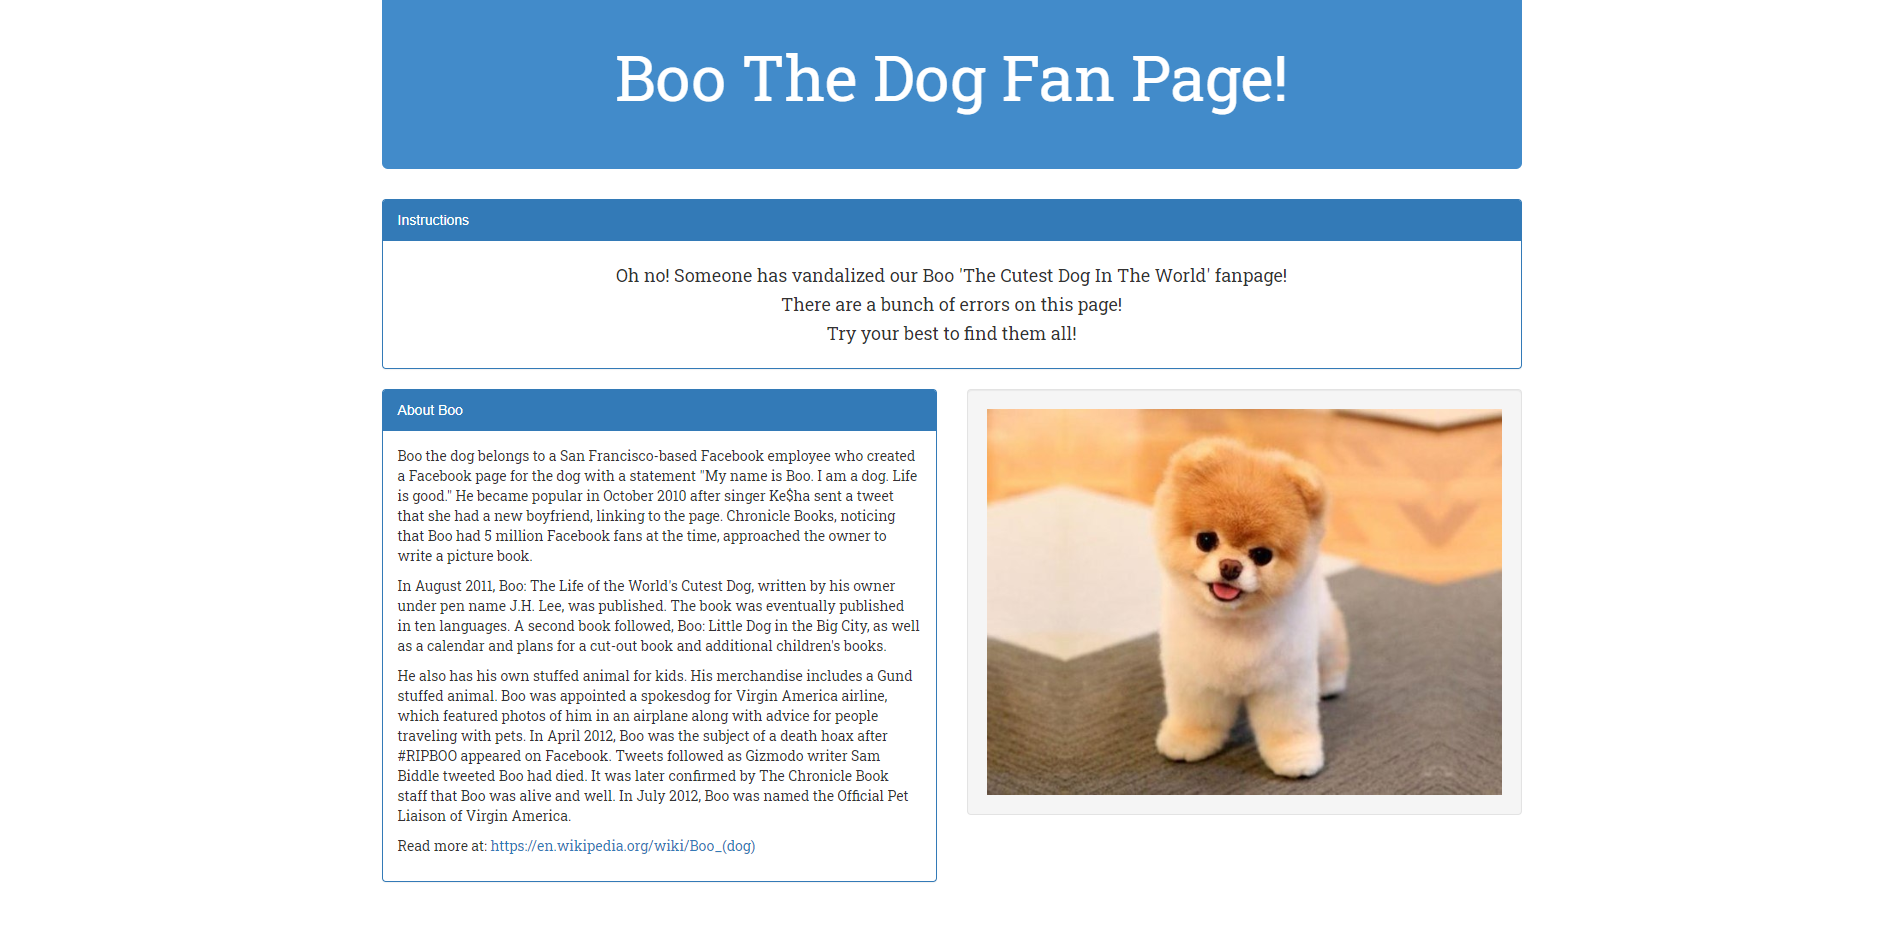 Boo The Dog Fan Page!
Instructions
Oh no! Someone has vandalized our Boo 'The Cutest Dog In The World' fanpage!
There are a bunch of errors on this page!
Try your best to find them all!
About Boo
Boo the dog belongs to a San Francisco-based Facebook employee who created
a Facebook page for the dog with a statement "My name is Boo. I am a dog. Life
is good." He became popular in October 2010 after singer Ke$ha sent a tweet
that she had a new boyfriend, linking to the page. Chronicle Books, noticing
that Boo had 5 million Facebook fans at the time, approached the owner to
write a picture book.
In August 2011, Boo: The Life of the World's Cutest Dog, written by his owner
under pen name J.H. Lee, was published. The book was eventually published
in ten languages. A second book followed, Boo: Little Dog in the Big City, as well
as a calendar and plans for a cut-out book and additional children's books.
He also has his own stuffed animal for kids. His merchandise includes a Gund
stuffed animal. Boo was appointed a spokesdog for Virgin America airline,
which featured photos of him in an airplane along with advice for people
traveling with pets. In April 2012, Boo was the subject of a death hoax after
#RIPBOO appeared on Facebook. Tweets followed as Gizmodo writer Sam
Biddle tweeted Boo had died. It was later confirmed by The Chronicle Book
staff that Boo was alive and well. In July 2012, Boo was named the Official Pet
Liaison of Virgin America.
Read more at: https://en.wikipedia.org/wiki/Boo_(dog)